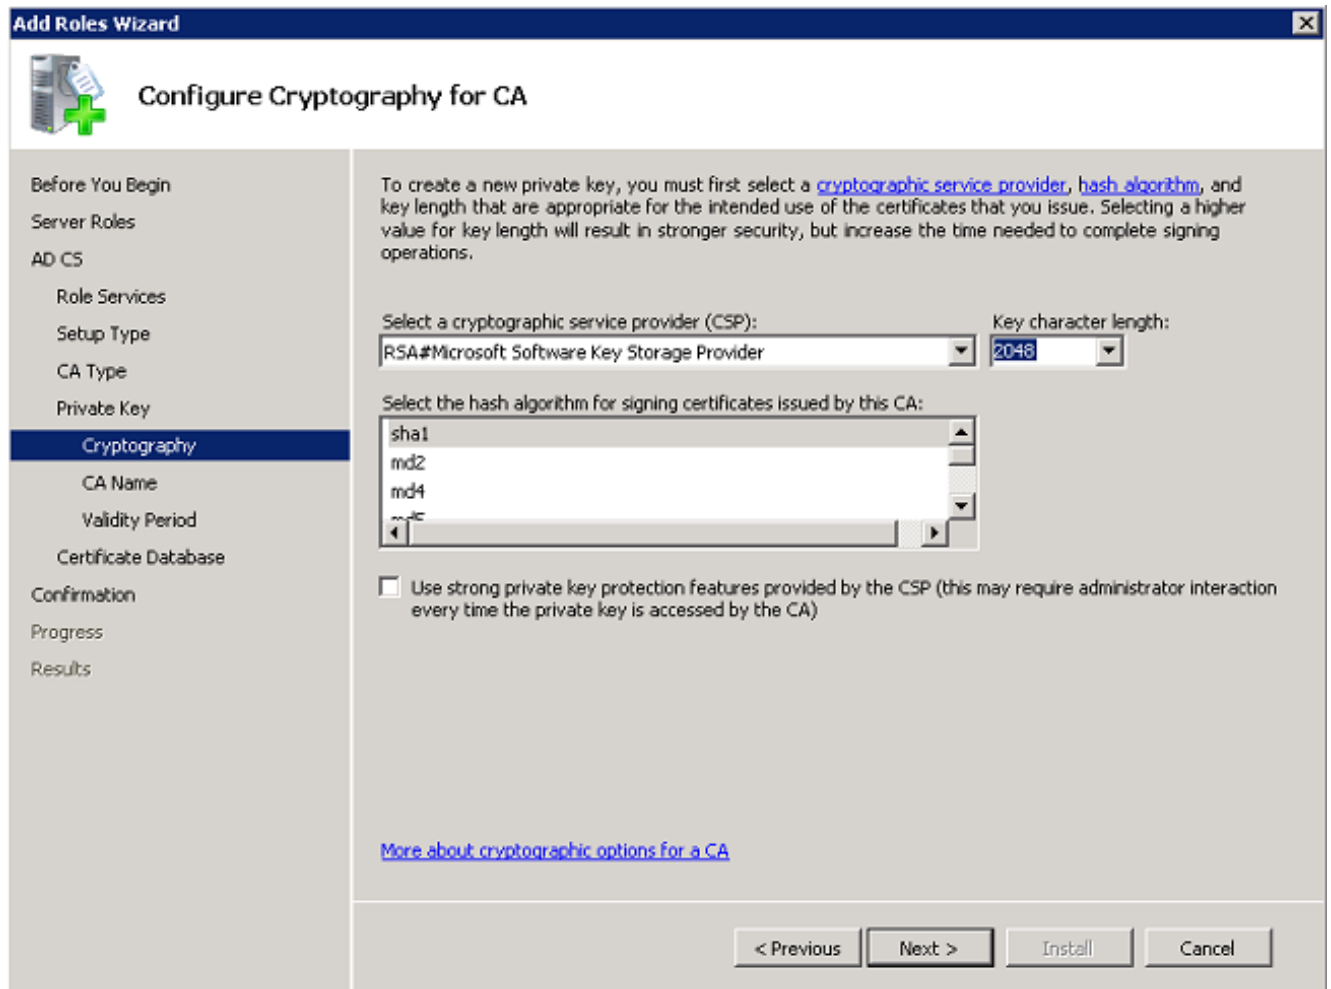 Add Roles Wizard
Configure Cryptography for CA
Before You Begin
Server Roles
AD CS
Role Services
Setup Type
CA Type
Private Key
Cryptography
CA Name
Validity Period
Certificate Database
Confirmation
Progress
Results
To create a new private key, you must first select a cryptographic service provider, hash algorithm, and
key length that are appropriate for the intended use of the certificates that you issue. Selecting a higher
value for key length will result in stronger security, but increase the time needed to complete signing
operations.
Select a cryptographic service provider (CSP):
Key character length:
RSA#Microsoft Software Key Storage Provider
2048
Select the hash algorithm for signing certificates issued by this CA:
sha1
md2
md4
md5
Use strong private key protection features provided by the CSP (this may require administrator interaction
every time the private key is accessed by the CA)
More about cryptographic options for a CA
< Previous
Next >
Install
Cancel